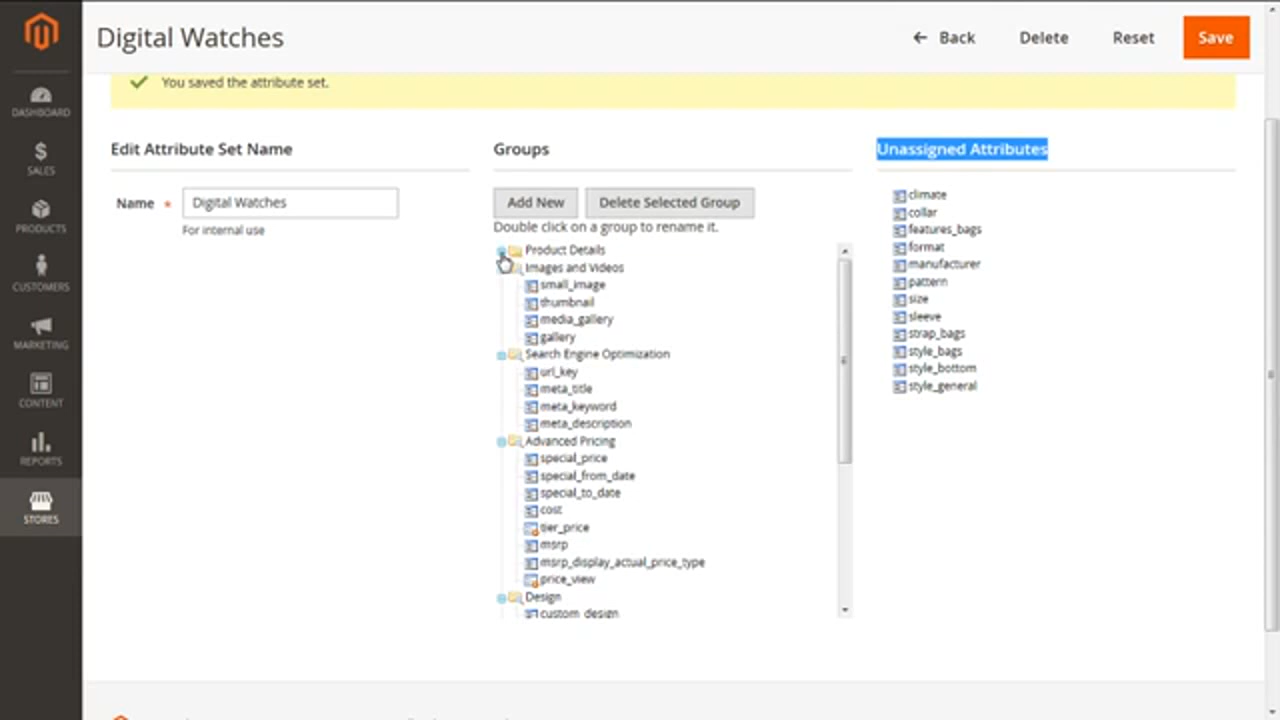 Digital Watches
Back
Delete
Reset
Save
You saved the attribute set.
DASHBOARD
SALES
PRODUCTS
CUSTOMERS
MARKETING
CONTENT
REPORTS
STORES
Edit Attribute Set Name
Name *
Digital Watches
For internal use
Groups
Add New
Delete Selected Group
Double click on a group to rename it.
Product Details
Images and Videos
small_image
thumbnail
media_gallery
gallery
Search Engine Optimization
url_key
meta_title
meta_keyword
meta_description
Advanced Pricing
special_price
special_from_date
special_to_date
cost
tier_price
msrp
msrp_display_actual_price_type
price_view
Design
custom_design
Unassigned Attributes
climate
collar
features_bags
format
manufacturer
pattern
size
sleeve
strap_bags
style_bags
style_bottom
style_general